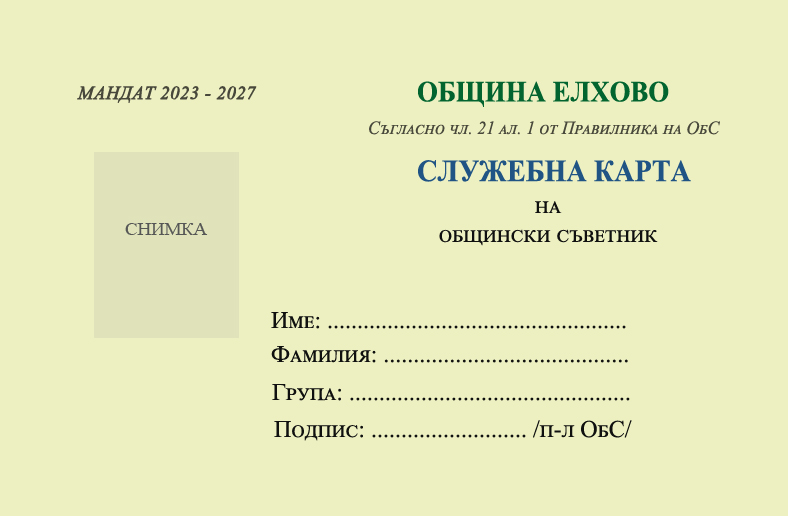 МАНДАТ 2023 - 2027
ОБЩИНА ЕЛХОВО
Съгласно чл. 21 ал. 1 от Правилника на ОбС
СЛУЖЕБНА КАРТА
НА
ОБЩИНСКИ СЪВЕТНИК
СНИМКА
Име: ..................................................
Фамилия: .........................................
Група: ...............................................
Подпис: .......................... /п-л ОбС/